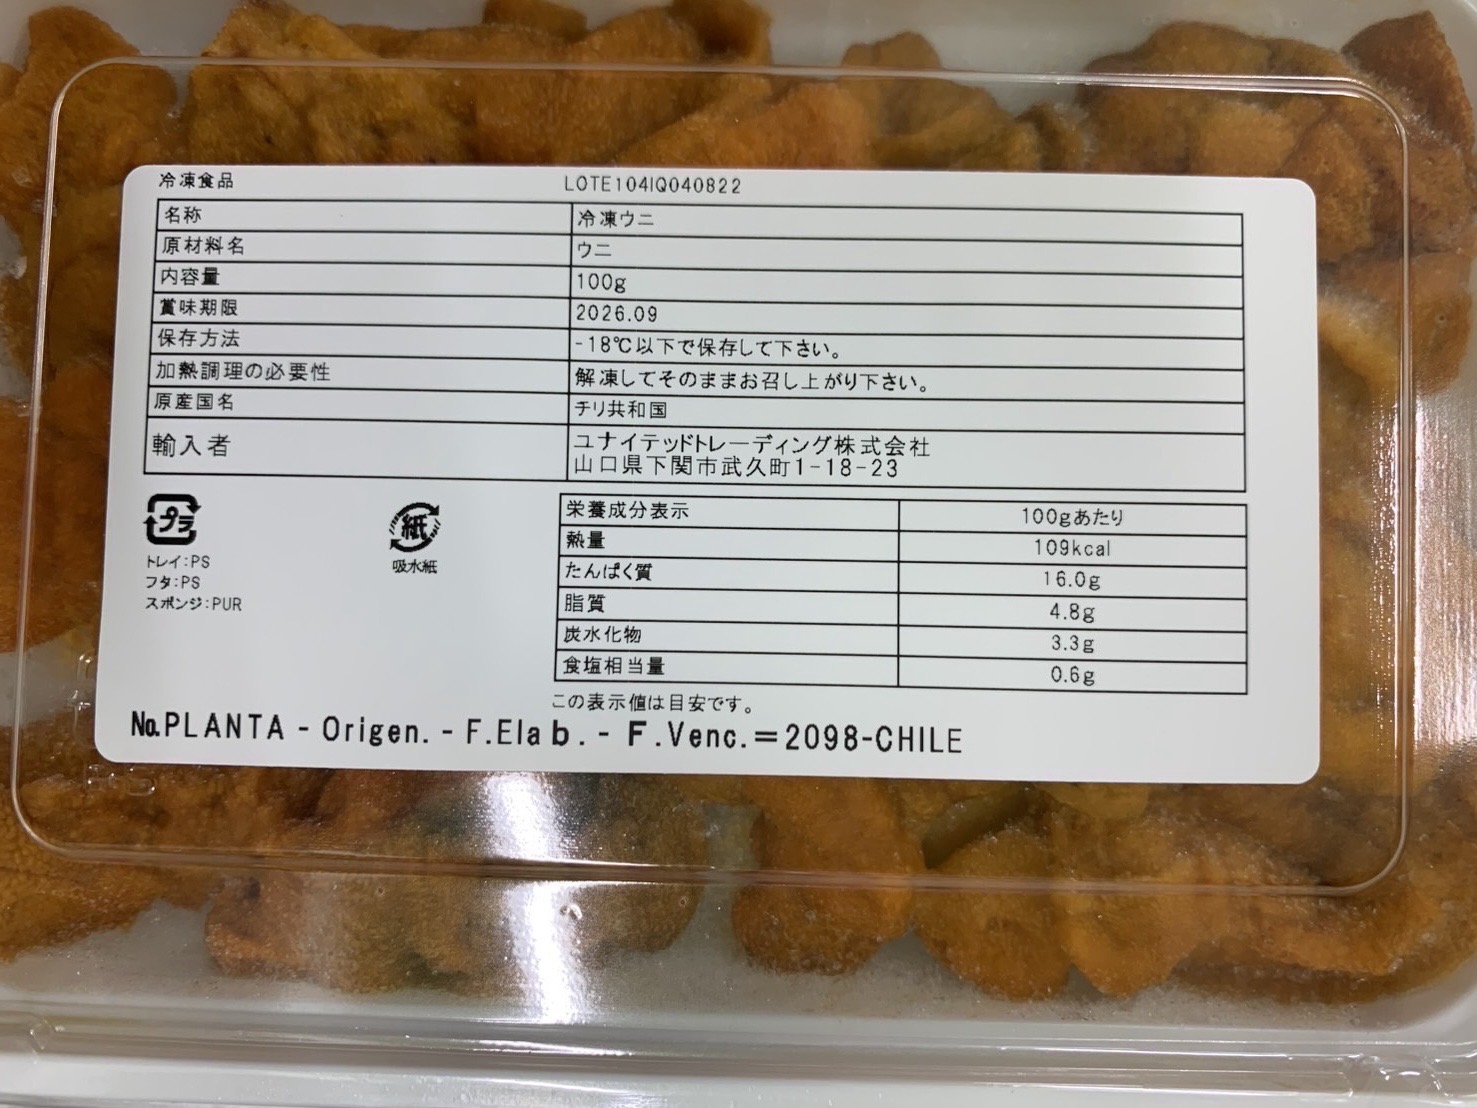 冷凍食品 LOTE104IQ040822
名称 冷凍ウニ
原材料名 ウニ
内容量 100g
賞味期限 2026.09
保存方法 -18℃以下で保存して下さい。
加熱調理の必要性 解凍してそのままお召し上がり下さい。
原産国名 チリ共和国
輸入者 ユナイテッドトレーディング株式会社
山口県下関市武久町1-18-23
プラ
トレイ:PS
フタ:PS
スポンジ:PUR
紙
吸水紙
栄養成分表示 100gあたり
熱量 109kcal
たんぱく質 16.0g
脂質 4.8g
炭水化物 3.3g
食塩相当量 0.6g
この表示値は目安です。
No.PLANTA - Origen. - F.Elab. - F.Venc.=2098-CHILE